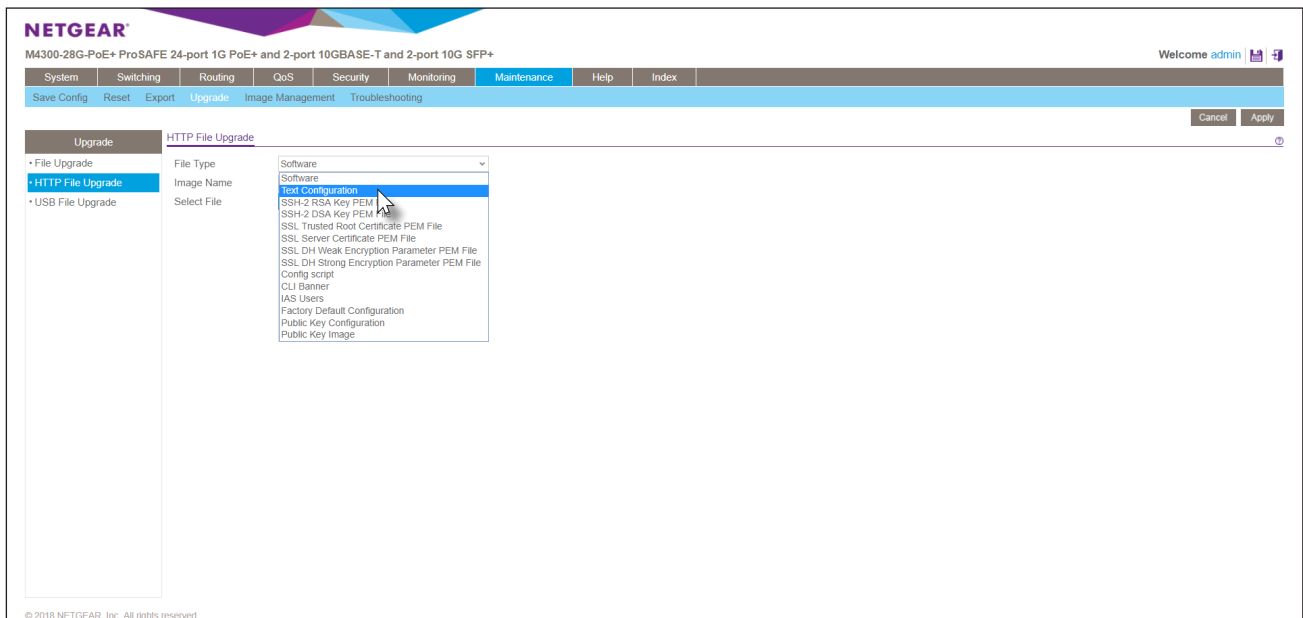 NETGEAR®
M4300-28G-PoE+ ProSAFE 24-port 1G PoE+ and 2-port 10GBASE-T and 2-port 10G SFP+
Welcome admin
System Switching Routing QoS Security Monitoring Maintenance Help Index
Save Config Reset Export Upgrade Image Management Troubleshooting
Cancel Apply
Upgrade
HTTP File Upgrade
• File Upgrade
• HTTP File Upgrade
• USB File Upgrade
File Type Software
Image Name
Select File
Software
Text Configuration
SSH-2 RSA Key PEM
SSH-2 DSA Key PEM File
SSL Trusted Root Certificate PEM File
SSL Server Certificate PEM File
SSL DH Weak Encryption Parameter PEM File
SSL DH Strong Encryption Parameter PEM File
Config script
CLI Banner
IAS Users
Factory Default Configuration
Public Key Configuration
Public Key Image
© 2018 NETGEAR, Inc. All rights reserved